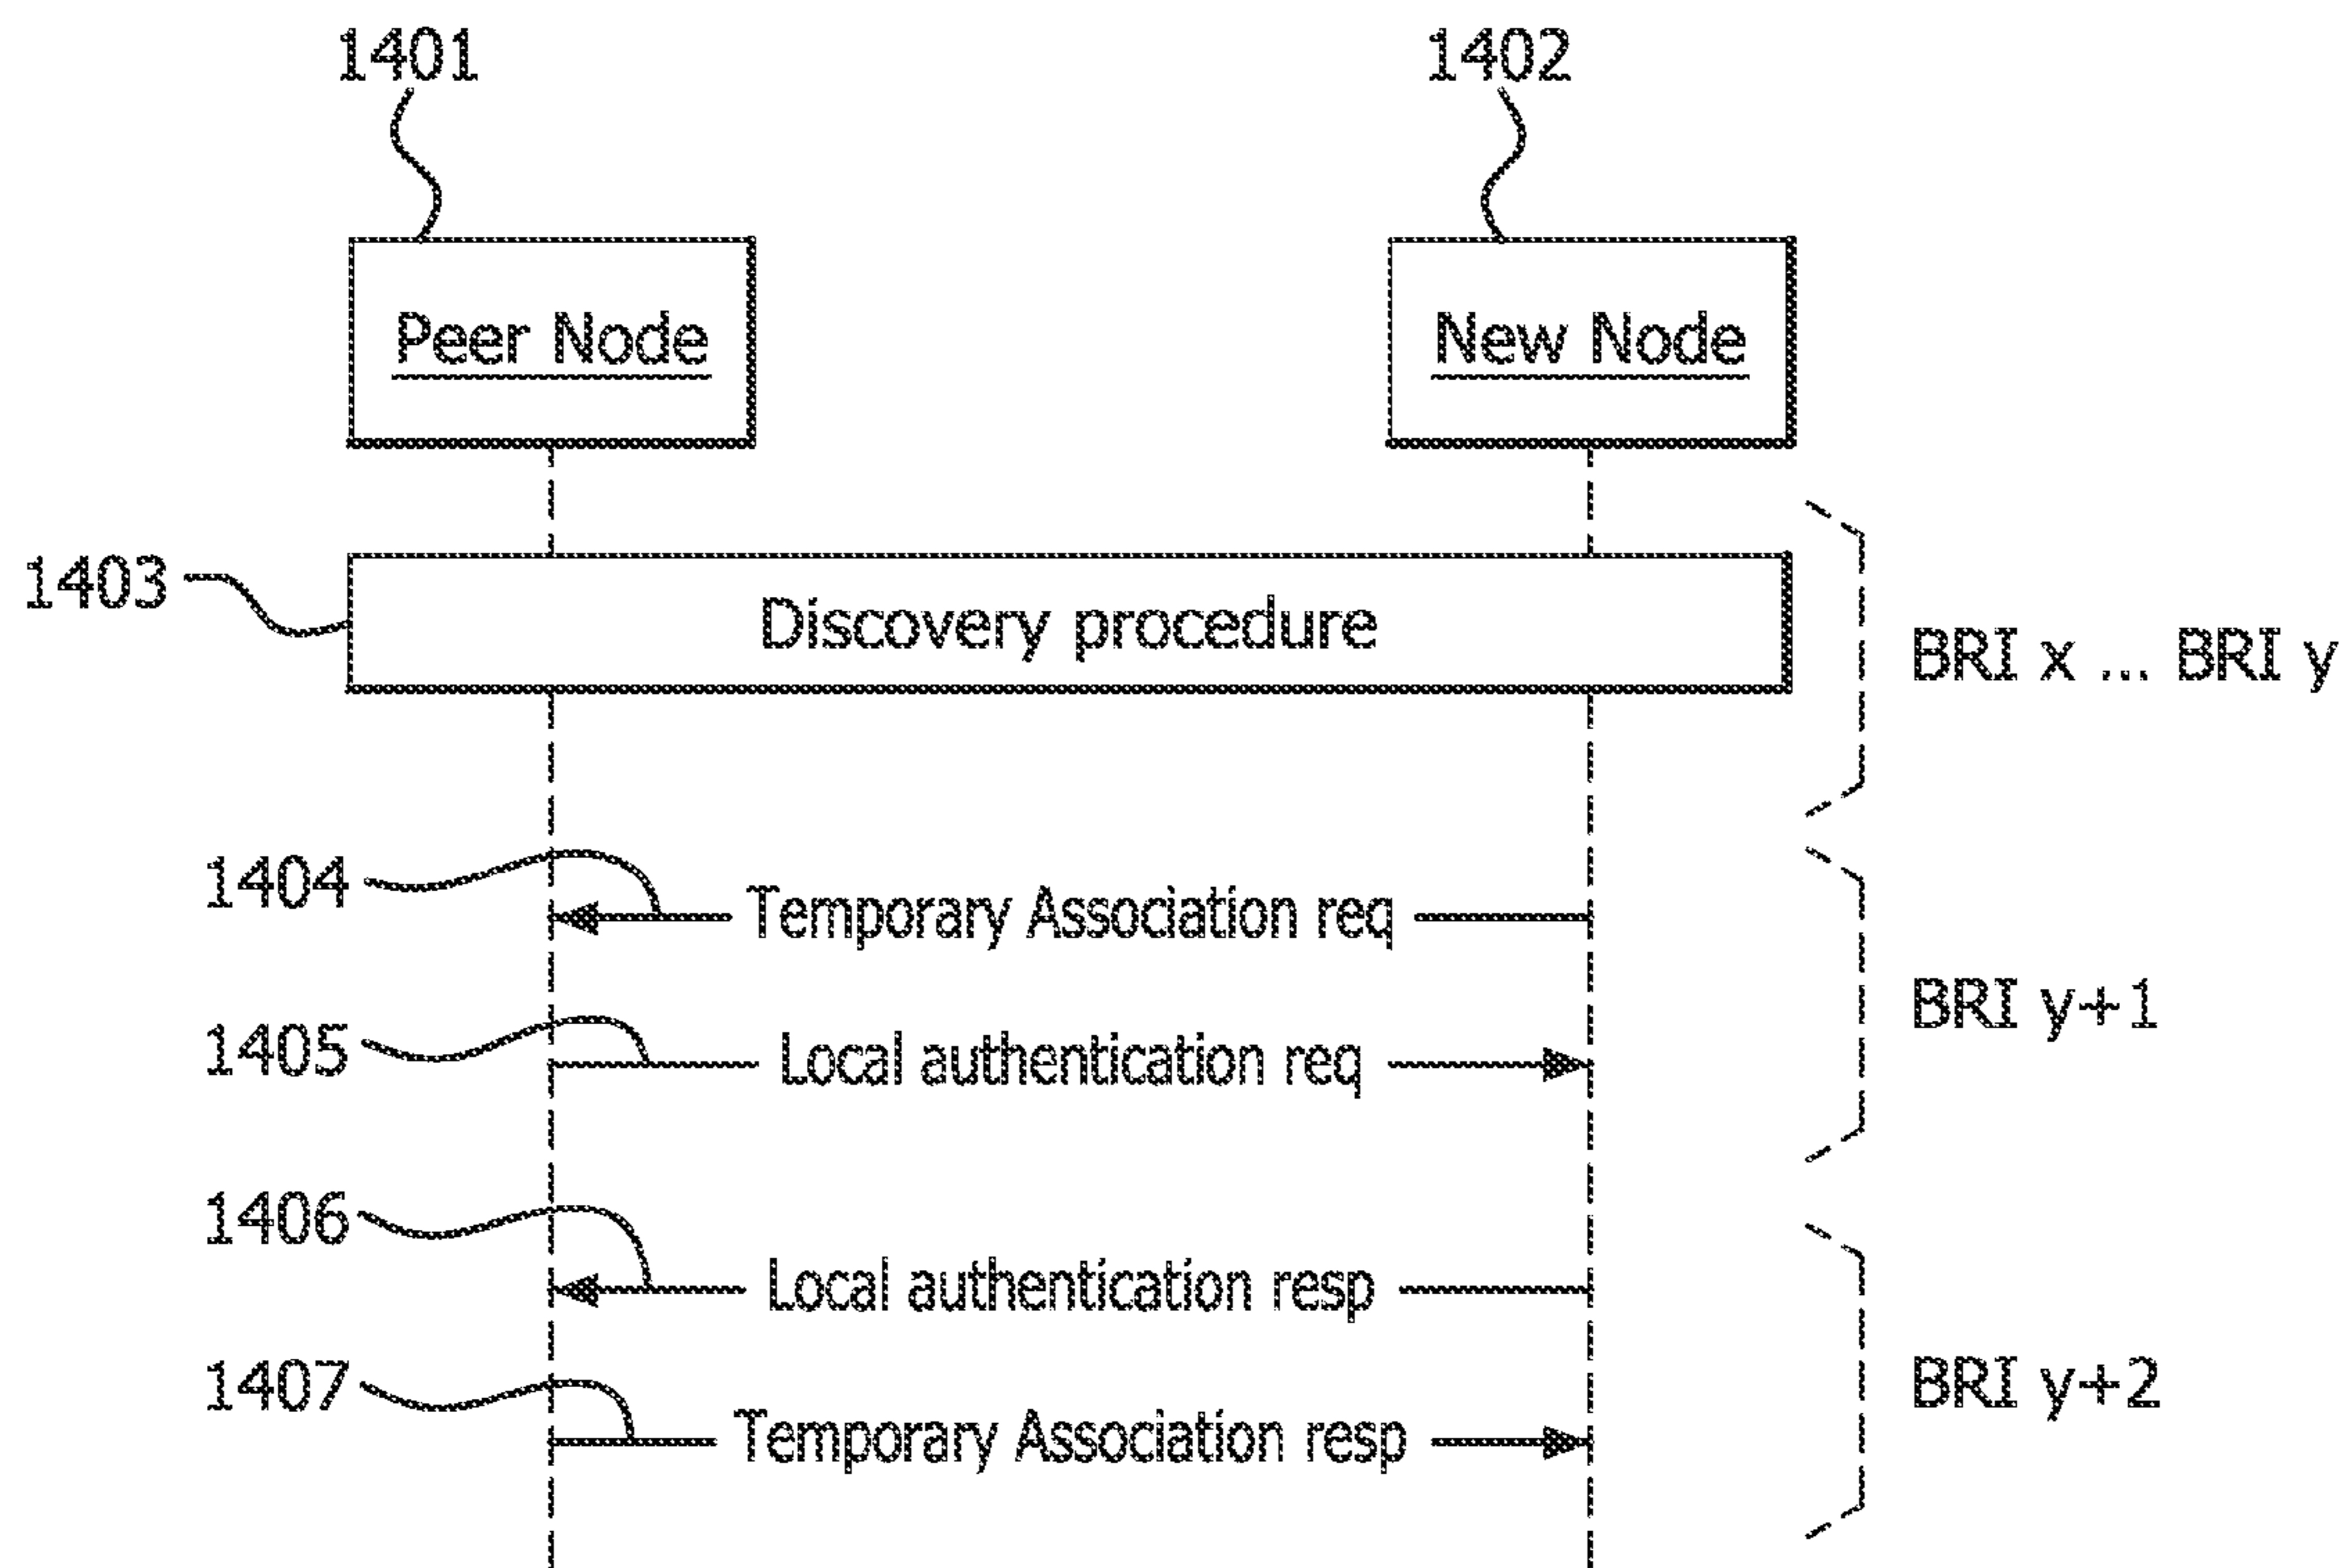 1401
1402
Peer Node
New Node
1403
Discovery procedure
BRI x ... BRI y
1404
Temporary Association req
BRI y+1
1405
Local authentication req
1406
Local authentication resp
1407
Temporary Association resp
BRI y+2